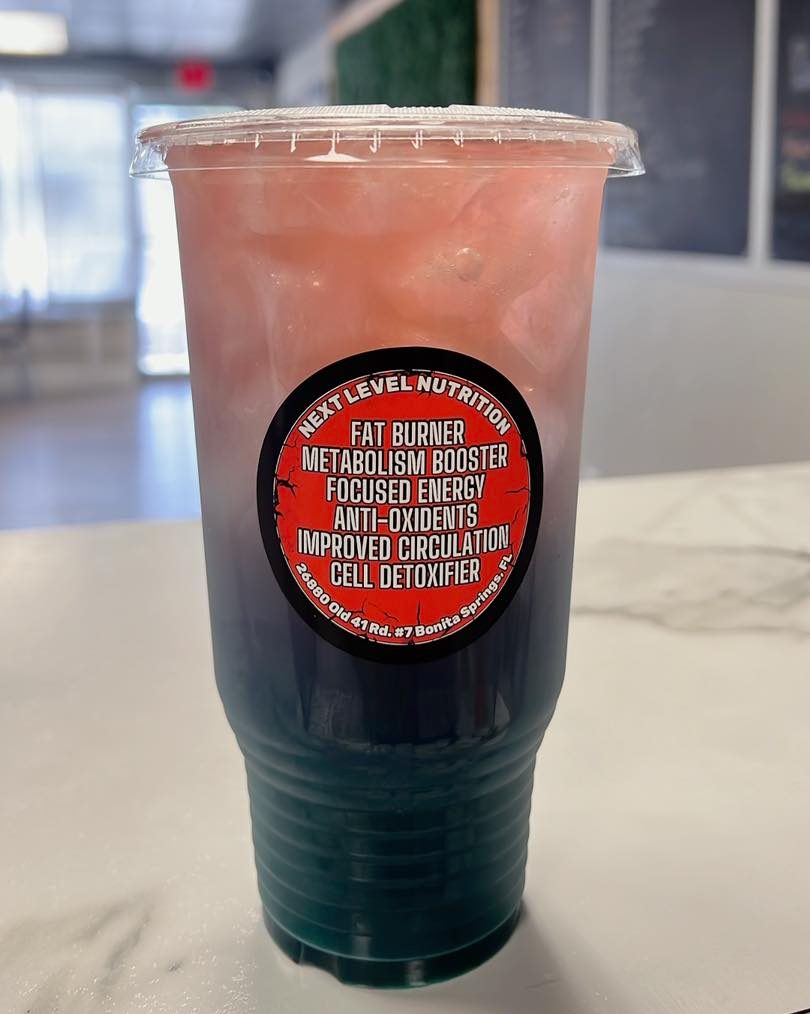 NEXT LEVEL NUTRITION
FAT BURNER
METABOLISM BOOSTER
FOCUSED ENERGY
ANTI-OXIDENTS
IMPROVED CIRCULATION
CELL DETOXIFIER
26880 Old 41 Rd. #7 Bonita Springs, FL